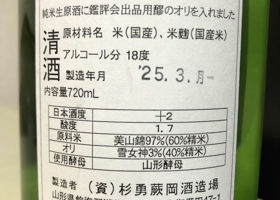 純米生原酒に鑑評会出品用醪のオリを入れました
原材料名 米(国産)、米麹(国産米)
清酒
アルコール分 18度
製造年月 '25.3.月
内容量720mL
日本酒度 +2
酸度 1.7
原料米 美山錦97%(60%精米)
オリ 雪女神3%(40%精米)
使用酵母 山形酵母
製造者 (資)杉勇蕨岡酒造場